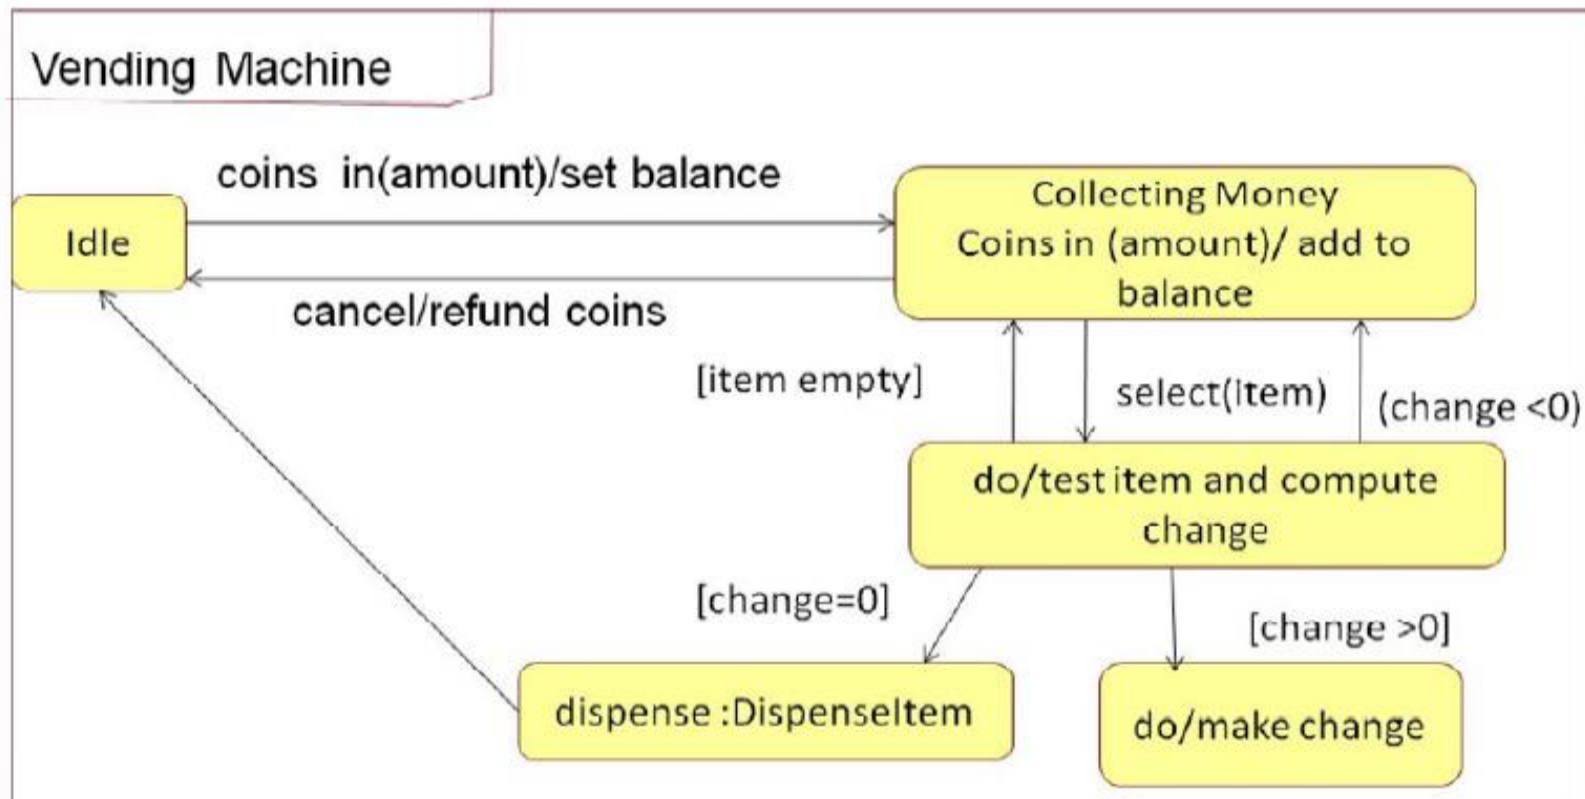 Vending Machine
coins in(amount)/set balance
Idle
Collecting Money
Coins in (amount)/ add to
balance
cancel/refund coins
[item empty]
select(Item)
(change <0)
do/test item and compute
change
[change=0]
[change >0]
dispense :DispenseItem
do/make change